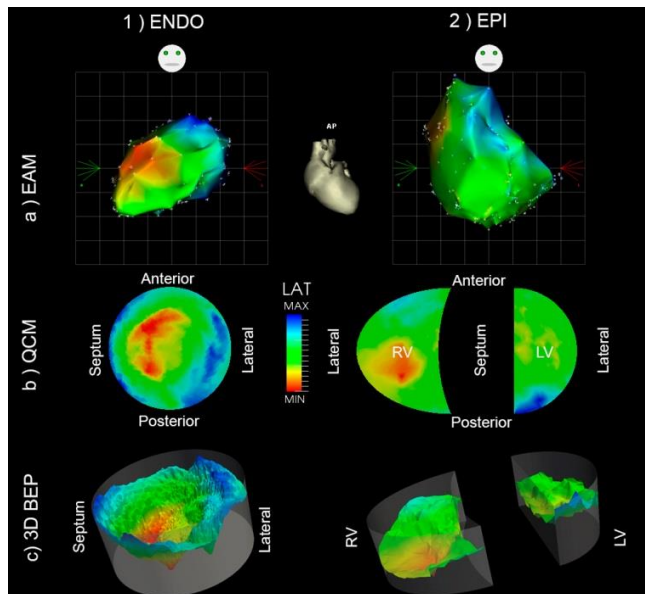 1 ) ENDO
2 ) EPI
a ) EAM
AP
Anterior
Anterior
b ) QCM
Septum
Lateral
LAT
MAX
MIN
RV
Septum
LV
Lateral
Posterior
Posterior
c) 3D BEP
Septum
Lateral
RV
LV